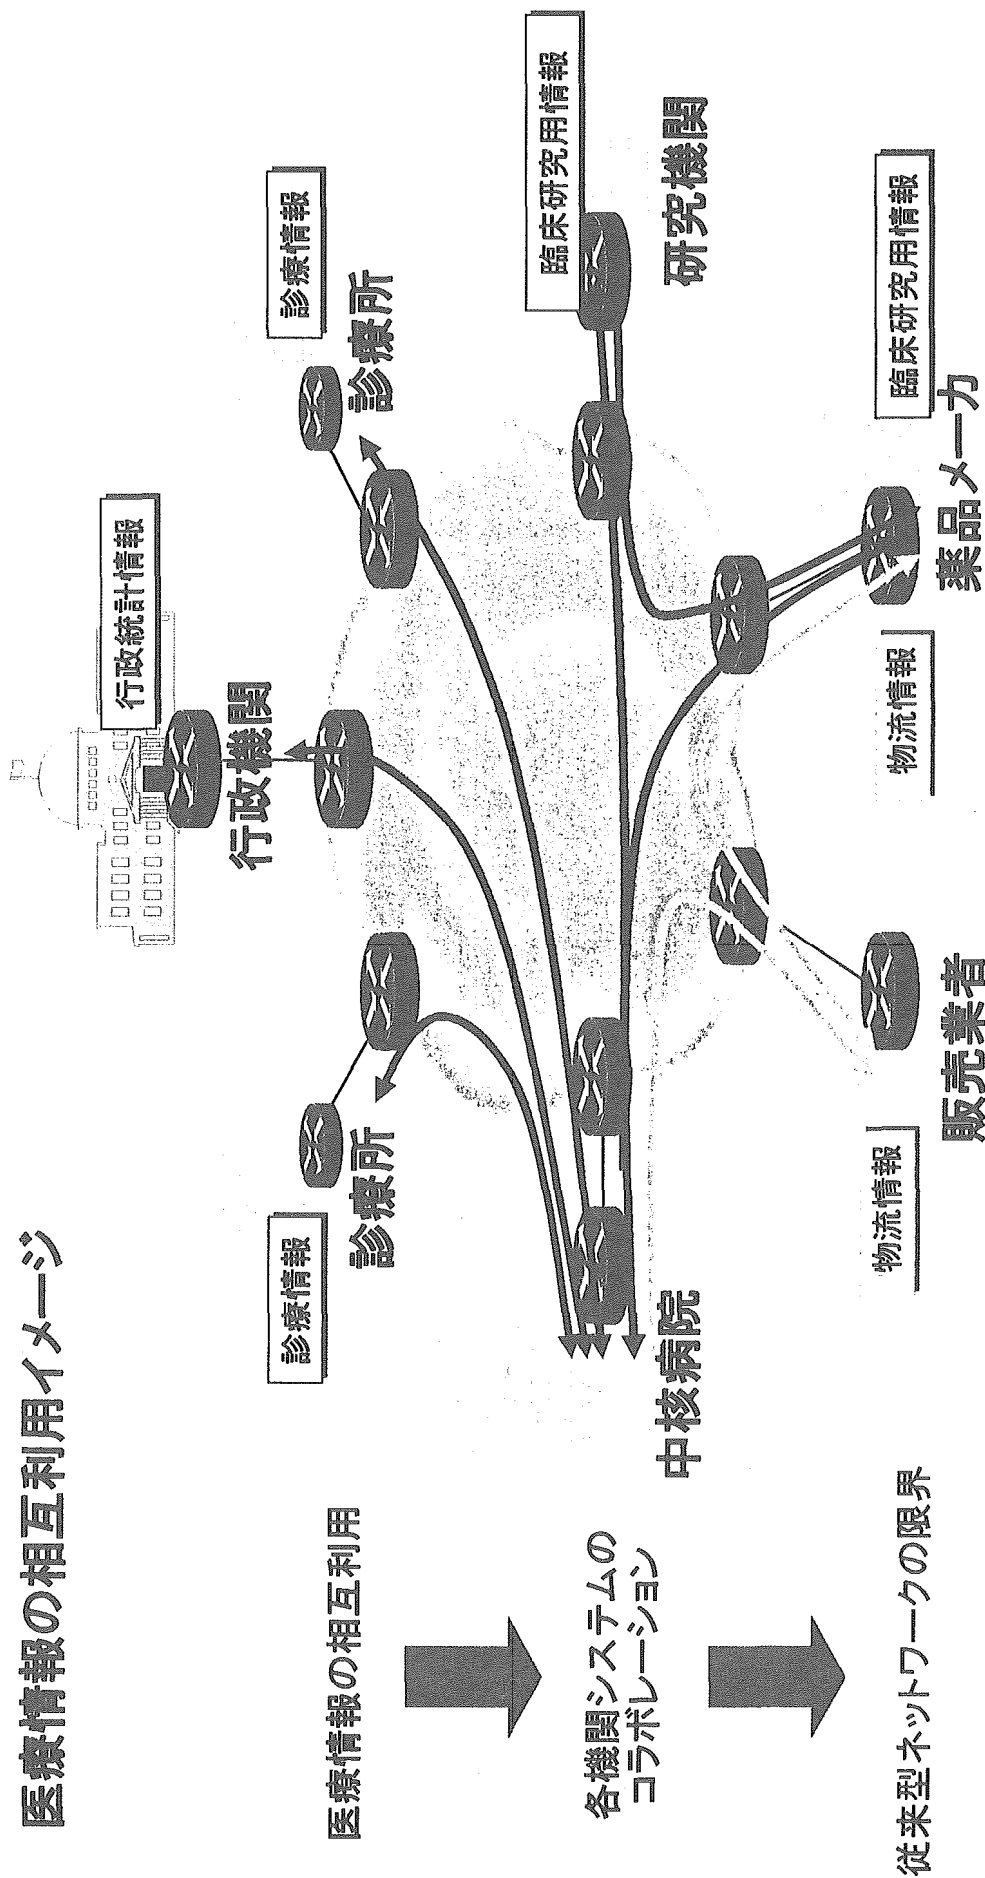 医療情報の相互利用イメージ
医療情報の相互利用
各機関システムの
コラボレーション
従来型ネットワークの限界
行政統計情報
行政機関
診療情報
診療所
診療情報
診療所
臨床研究用情報
研究機関
中核病院
物流情報
販売業者
物流情報
臨床研究用情報
薬品メーカ